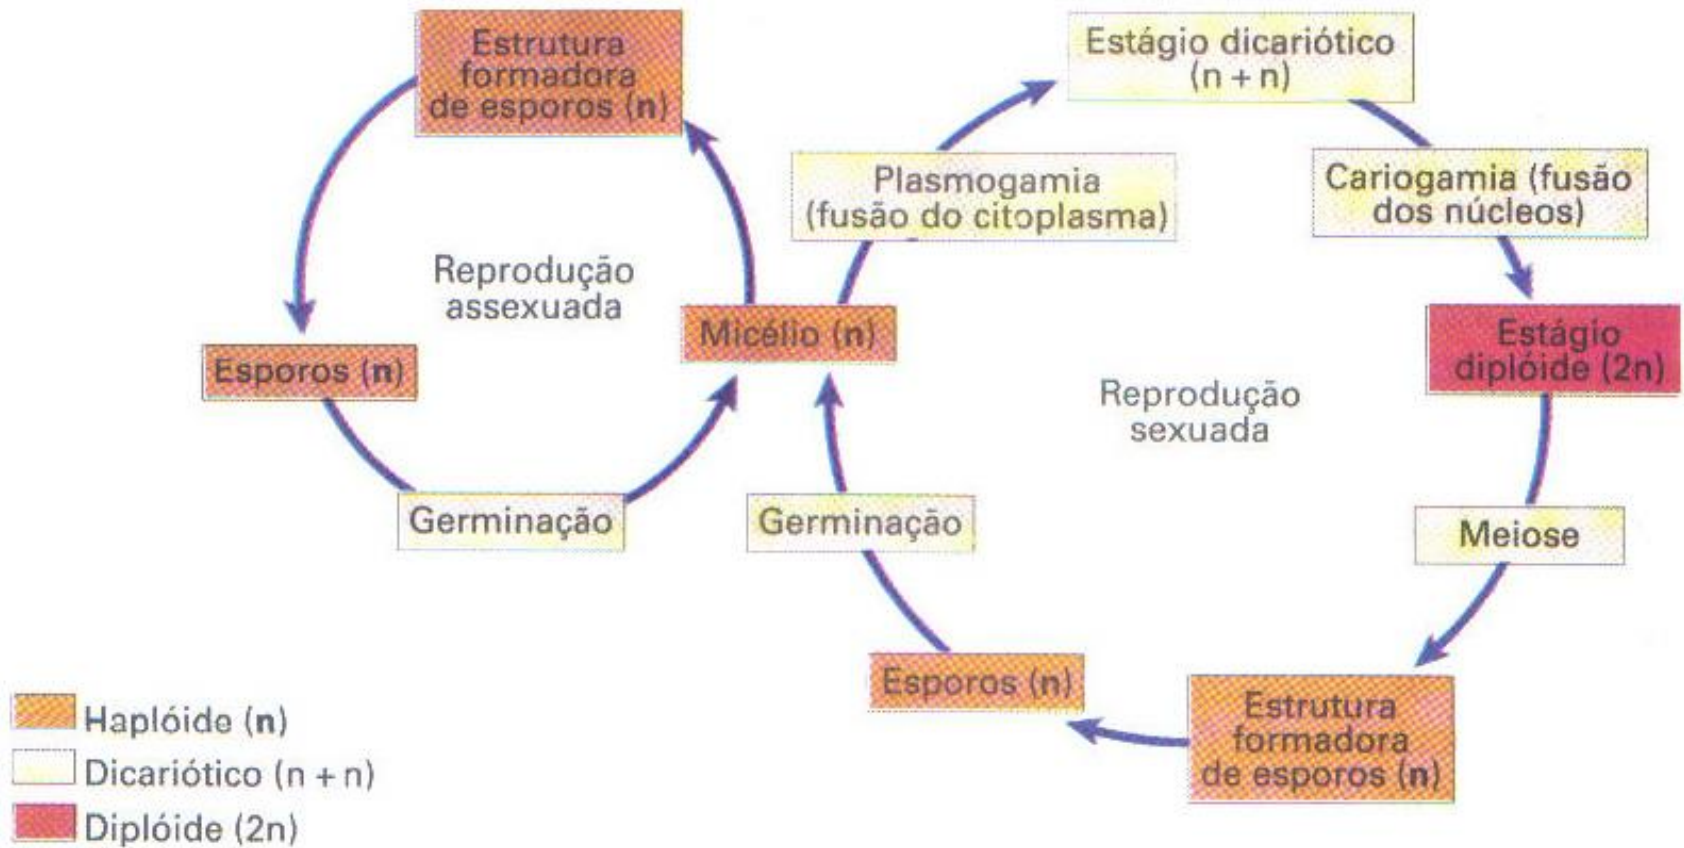 Estrutura
formadora
de esporos (n)
Estágio dicariótico
(n + n)
Plasmogamia
(fusão do citoplasma)
Cariogamia (fusão
dos núcleos)
Reprodução
assexuada
Micélio (n)
Esporos (n)
Estágio
diplóide (2n)
Reprodução
sexuada
Germinação
Germinação
Meiose
Esporos (n)
Estrutura
formadora
de esporos (n)
Haplóide (n)
Dicariótico (n + n)
Diplóide (2n)